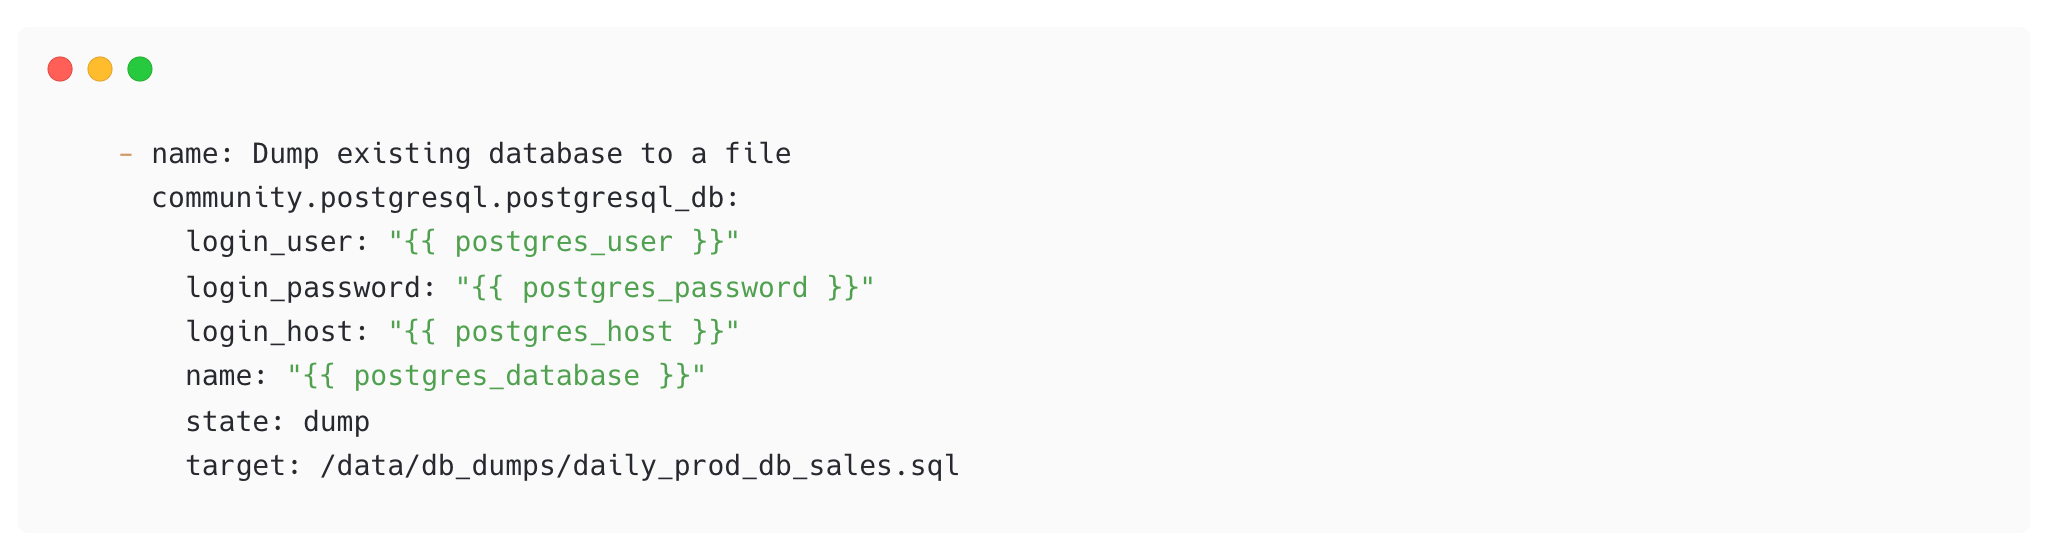 - name: Dump existing database to a file
  community.postgresql.postgresql_db:
    login_user: "{{ postgres_user }}"
    login_password: "{{ postgres_password }}"
    login_host: "{{ postgres_host }}"
    name: "{{ postgres_database }}"
    state: dump
    target: /data/db_dumps/daily_prod_db_sales.sql